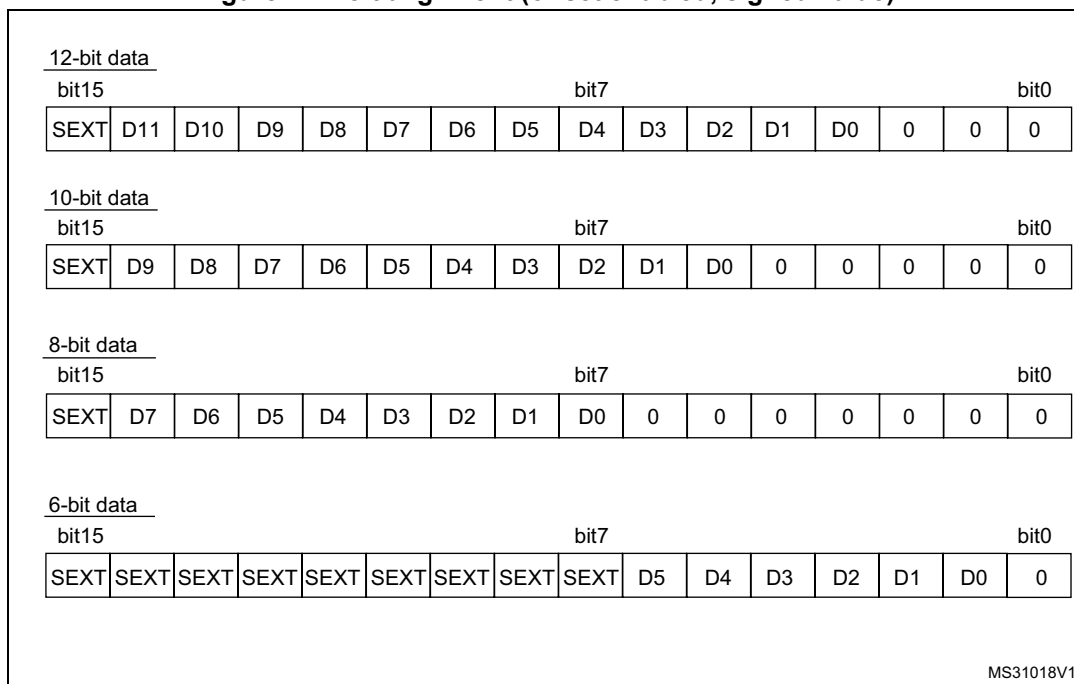 12-bit data
bit15 bit7 bit0
SEXT D11 D10 D9 D8 D7 D6 D5 D4 D3 D2 D1 D0 0 0 0
10-bit data
bit15 bit7 bit0
SEXT D9 D8 D7 D6 D5 D4 D3 D2 D1 D0 0 0 0 0 0
8-bit data
bit15 bit7 bit0
SEXT D7 D6 D5 D4 D3 D2 D1 D0 0 0 0 0 0 0 0
6-bit data
bit15 bit7 bit0
SEXT SEXT SEXT SEXT SEXT SEXT SEXT SEXT SEXT D5 D4 D3 D2 D1 D0 0
MS31018V1